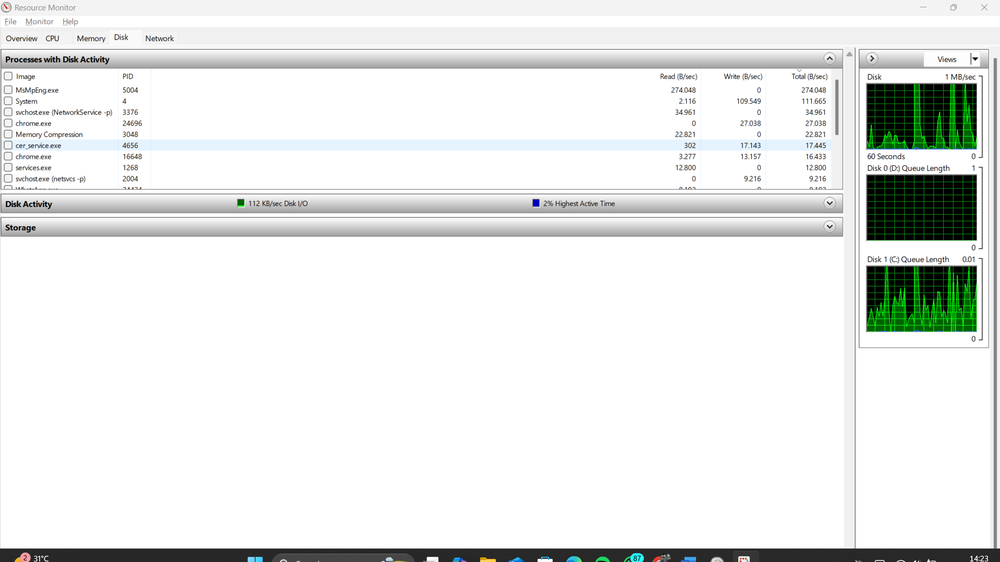 Resource Monitor
File Monitor Help
Overview CPU Memory Disk Network
Processes with Disk Activity
Image PID Read (B/sec) Write (B/sec) Total (B/sec)
MsMpEng.exe 5004 274.048 0 274.048
System 4 2.116 109.549 111.665
svchost.exe (NetworkService -p) 3376 34.961 0 34.961
chrome.exe 24696 0 27.038 27.038
Memory Compression 3048 22.821 0 22.821
cer_service.exe 4656 302 17.143 17.445
chrome.exe 16648 3.277 13.157 16.433
services.exe 1268 12.800 0 12.800
svchost.exe (netsvcs -p) 2004 0 9.216 9.216
Disk Activity 112 KB/sec Disk I/O 2% Highest Active Time
Storage
Views
Disk 1 MB/sec
60 Seconds 0
Disk 0 (D:) Queue Length 1
0
Disk 1 (C:) Queue Length 0.01
0
2 31°C
87
14:23